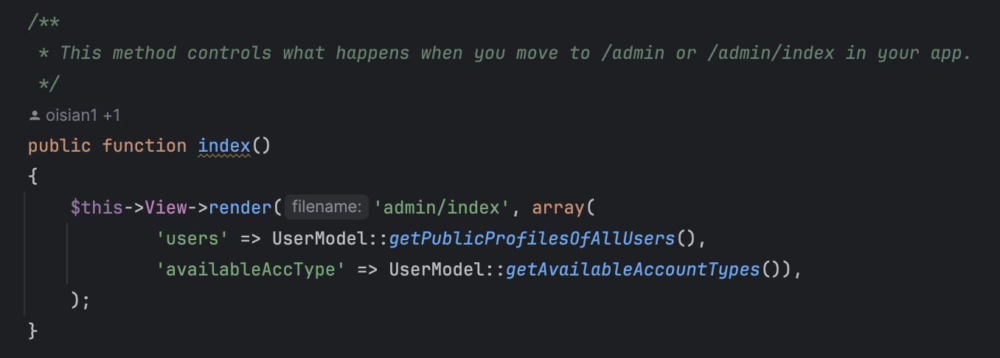 /**
 * This method controls what happens when you move to /admin or /admin/index in your app.
 */
oisian1 +1
public function index()
{
    $this->View->render( filename: 'admin/index', array(
            'users' => UserModel::getPublicProfilesOfAllUsers(),
            'availableAccType' => UserModel::getAvailableAccountTypes()),
    );
}